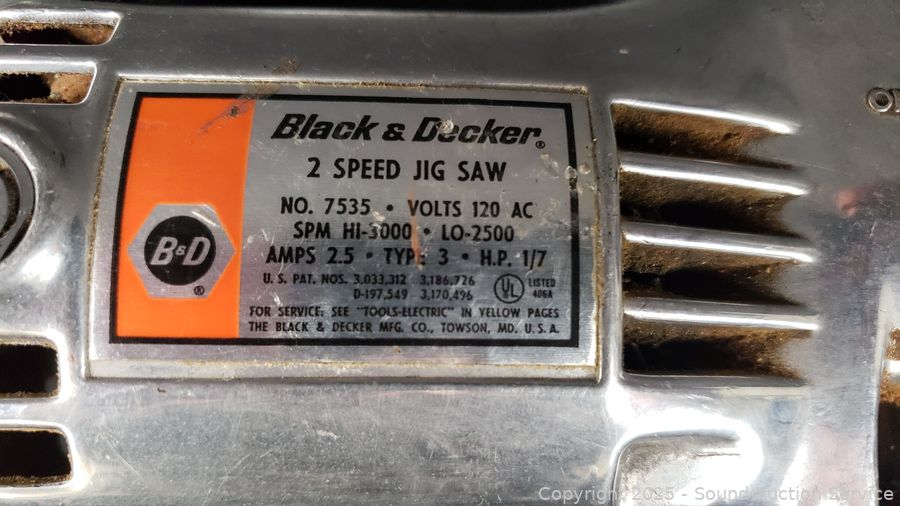 Black & Decker®
2 SPEED JIG SAW
NO. 7535 • VOLTS 120 AC
SPM HI-3000 • LO-2500
AMPS 2.5 • TYPE 3 • H.P. 1/7
U. S. PAT. NOS. 3,033,312 3,186,726
D-197,549 3,170,496
UL LISTED
406A
FOR SERVICE: SEE "TOOLS-ELECTRIC" IN YELLOW PAGES
THE BLACK & DECKER MFG. CO., TOWSON, MD. U. S. A.
B&D®
Copyright 2025 - Sound Auction Service